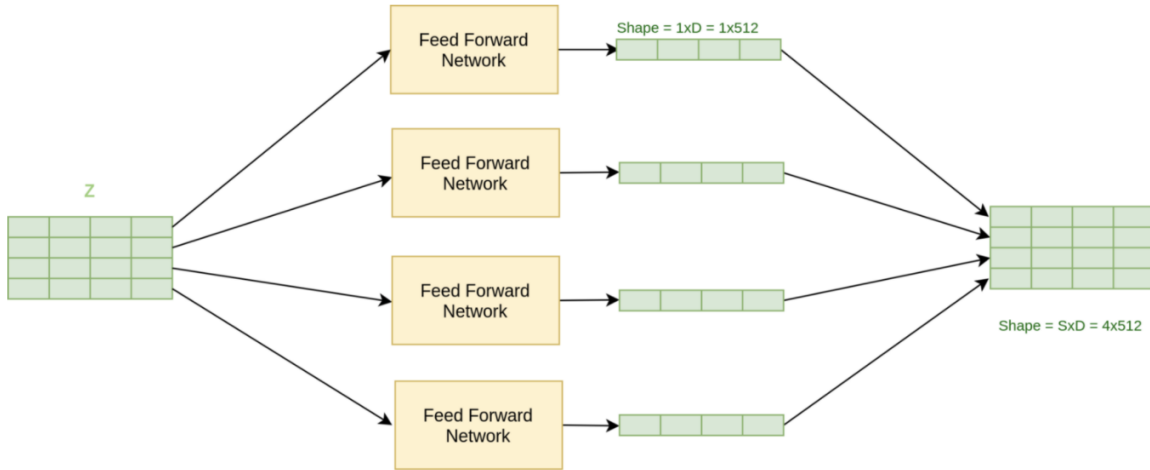 Z
Feed Forward
Network
Shape = 1xD = 1x512
Feed Forward
Network
Feed Forward
Network
Feed Forward
Network
Shape = SxD = 4x512